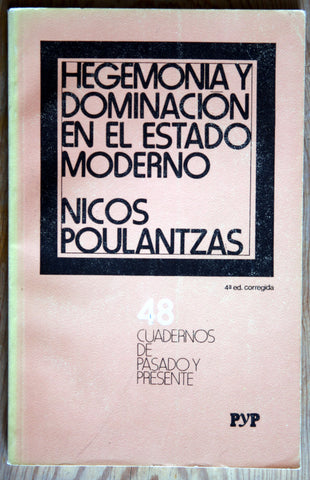 HEGEMONIA Y
DOMINACION
EN EL ESTADO
MODERNO
NICOS
POULANTZAS
4ª ed. corregida
48
CUADERNOS
DE
PASADO Y
PRESENTE
PYP